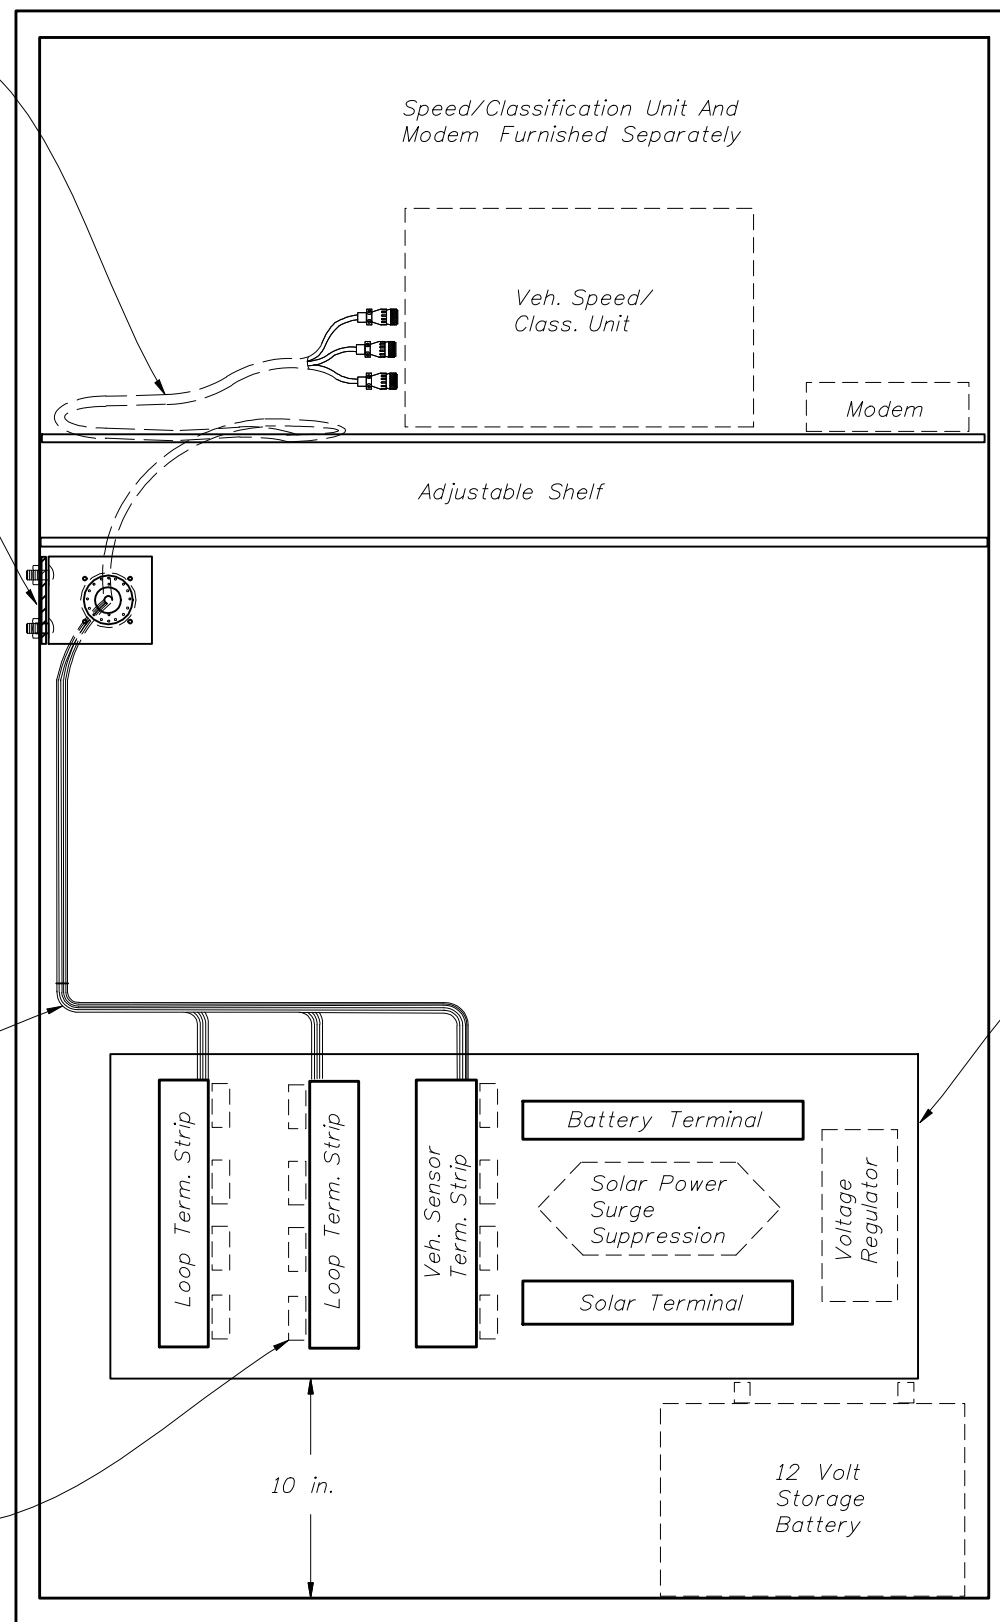 Speed/Classification Unit And
Modem Furnished Separately
Veh. Speed/
Class. Unit
Modem
Adjustable Shelf
Loop Term. Strip
Loop Term. Strip
Veh. Sensor
Term. Strip
Battery Terminal
Solar Power
Surge
Suppression
Solar Terminal
Voltage
Regulator
10 in.
12 Volt
Storage
Battery